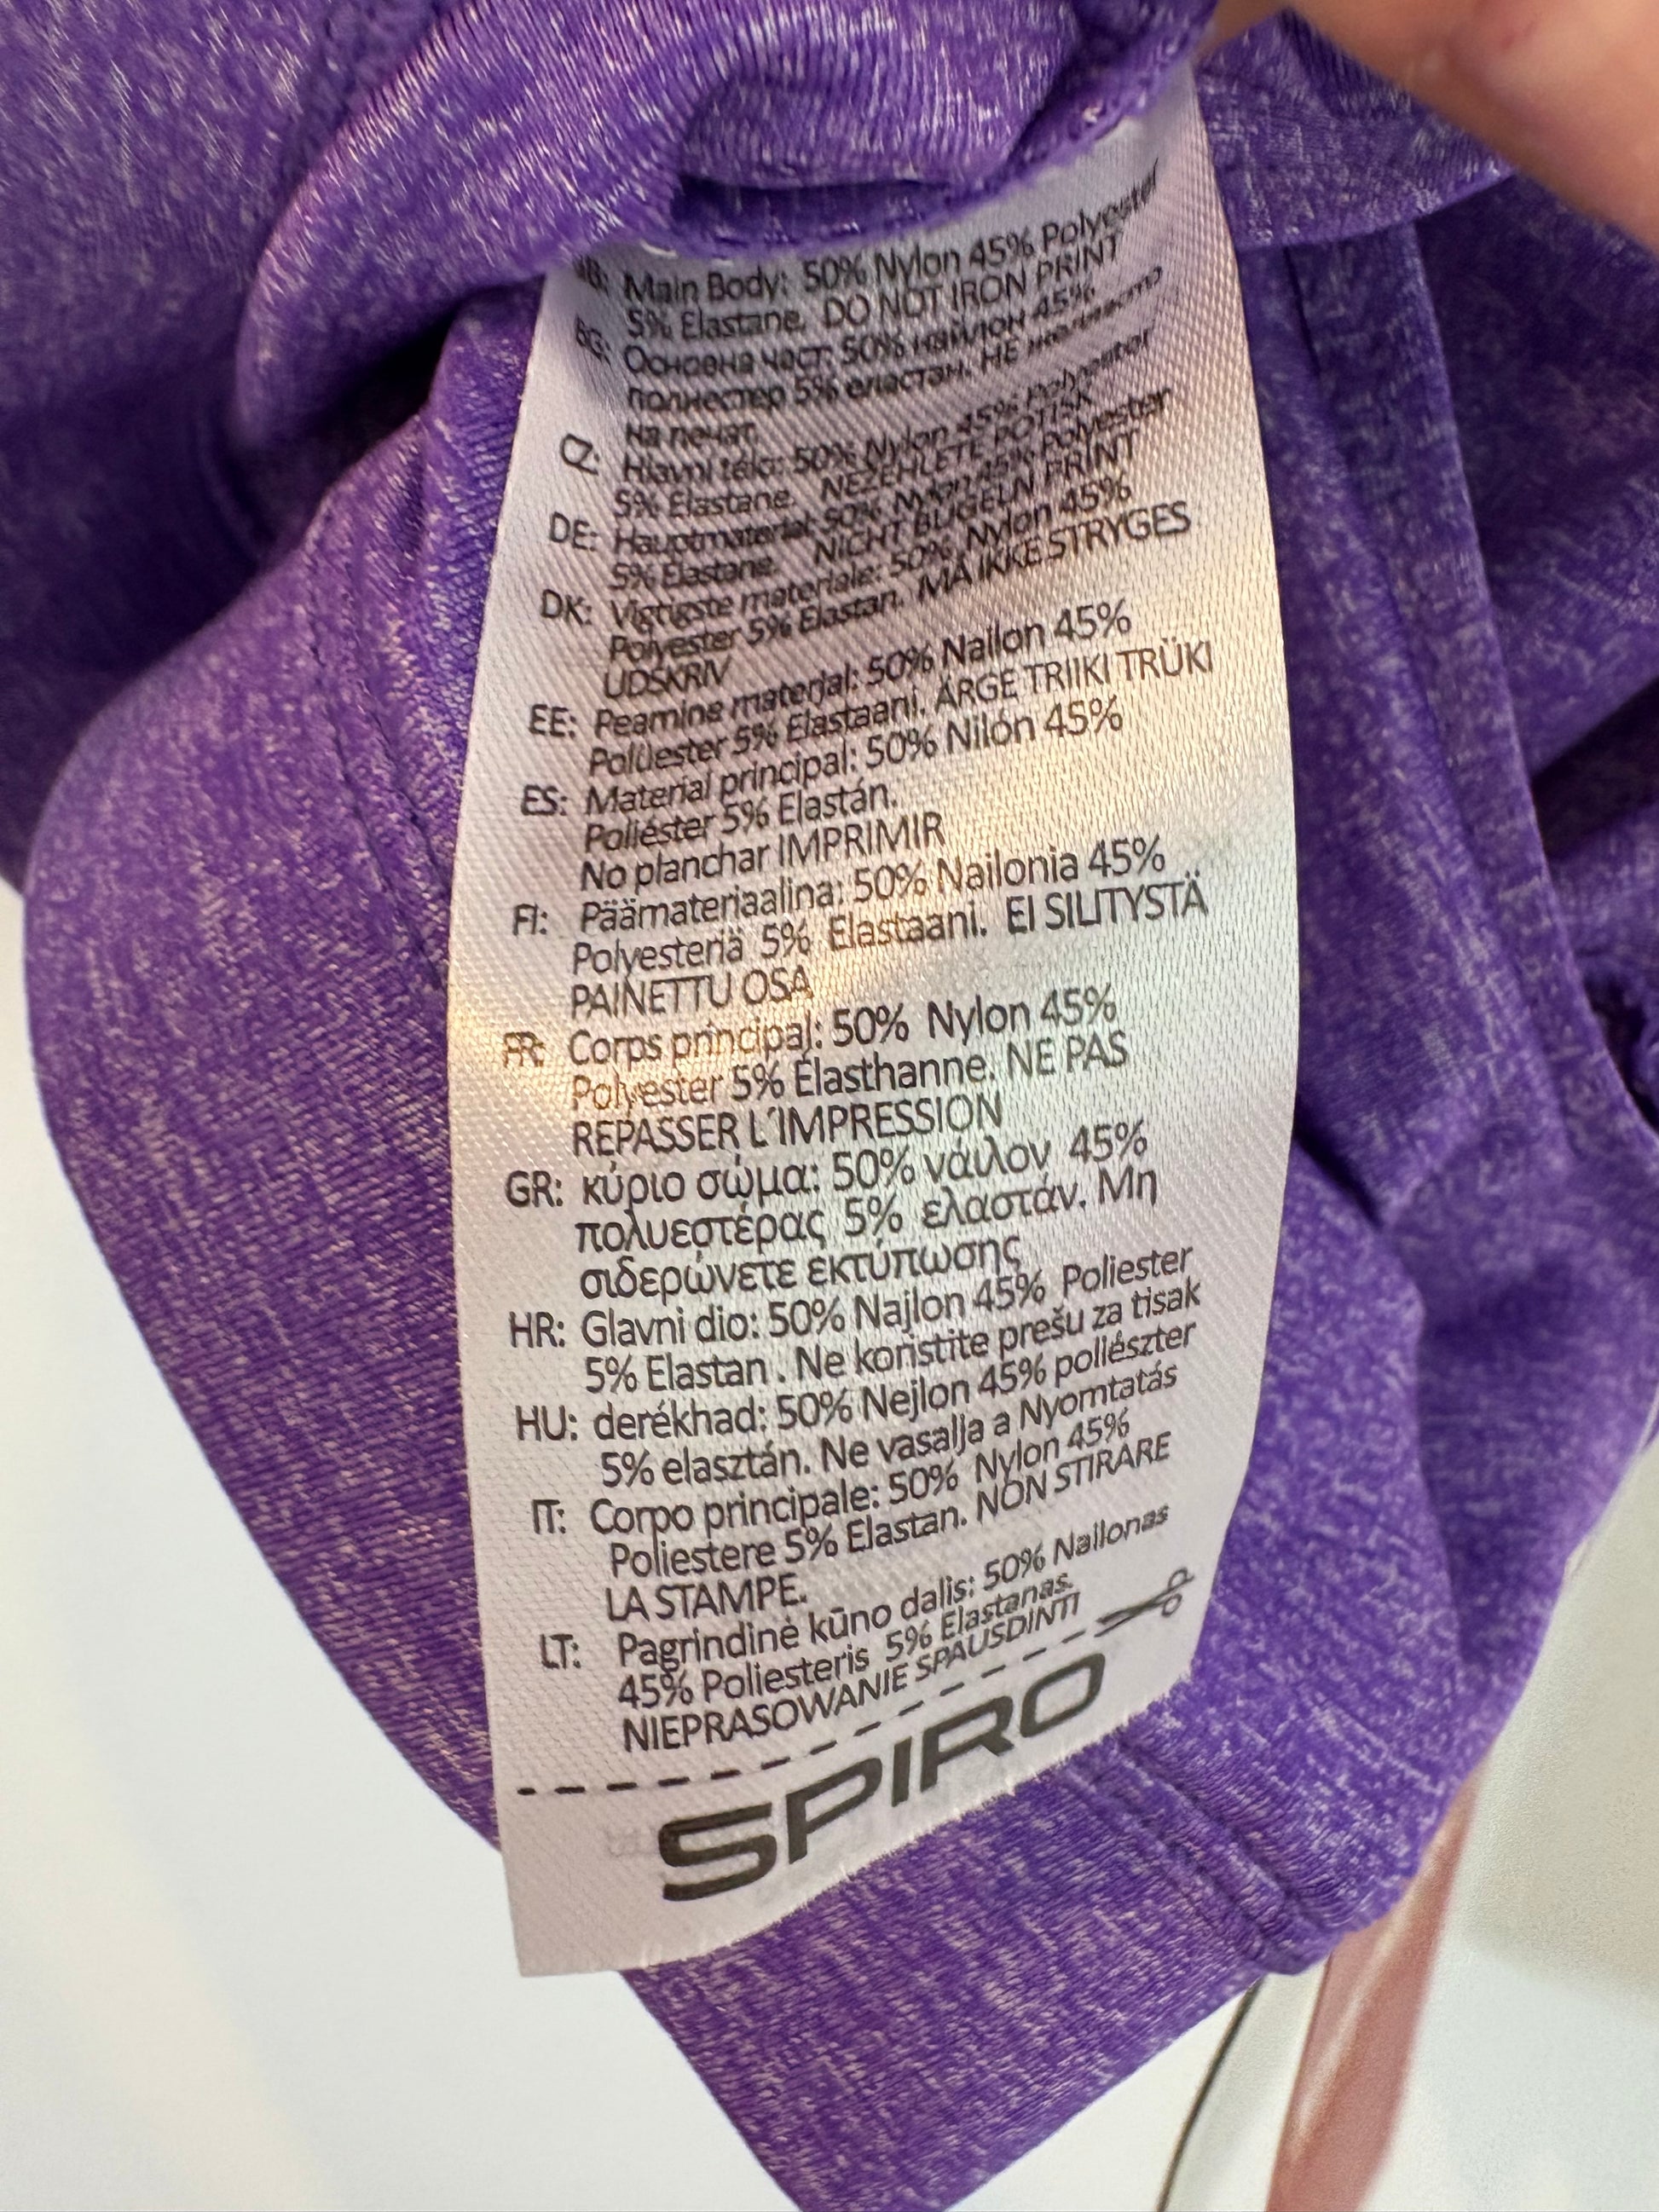 GB: Main Body: 50% Nylon 45% Polyester
5% Elastane. DO NOT IRON PRINT
BG: Основна част: 50% найлон 45%
полиестер 5% еластан. НЕ
на печат.
CZ: Hlavní tělo: 50% Nylon 45% Polyester
5% Elastane. NEŽEHLETE POTISK
DE: Hauptmaterial: 50% Nylon 45% Polyester
5% Elastane. NICHT BUGELN PRINT
DK: Vigtigste materiale: 50% Nylon 45%
Polyester 5% Elastan. MA IKKE STRYGES
UDSKRIV
EE: Peamine materjal: 50% Nailon 45%
Polüester 5% Elastaani. ÄRGE TRIIKI TRÜKI
ES: Material principal: 50% Nilón 45%
Poliéster 5% Elastán.
No planchar IMPRIMIR
FI: Päämateriaalina: 50% Nailonia 45%
Polyesteriä 5% Elastaani. EI SILITYSTÄ
PAINETTU OSA
FR: Corps principal: 50% Nylon 45%
Polyester 5% Élasthanne. NE PAS
REPASSER L´IMPRESSION
GR: κύριο σώμα: 50% νάιλον 45%
πολυεστέρας 5% ελαστάν. Μη
σιδερώνετε εκτύπωσης
HR: Glavni dio: 50% Najlon 45% Poliester
5% Elastan . Ne koristite prešu za tisak
HU: derékhad: 50% Nejlon 45% poliészter
5% elasztán. Ne vasalja a Nyomtatás
IT: Corpo principale: 50% Nylon 45%
Poliestere 5% Elastan. NON STIRARE
LA STAMPE.
LT: Pagrindinė kūno dalis: 50% Nailonas
45% Poliesteris 5% Elastanas.
NIEPRASOWANIE SPAUSDINTI
SPIRO